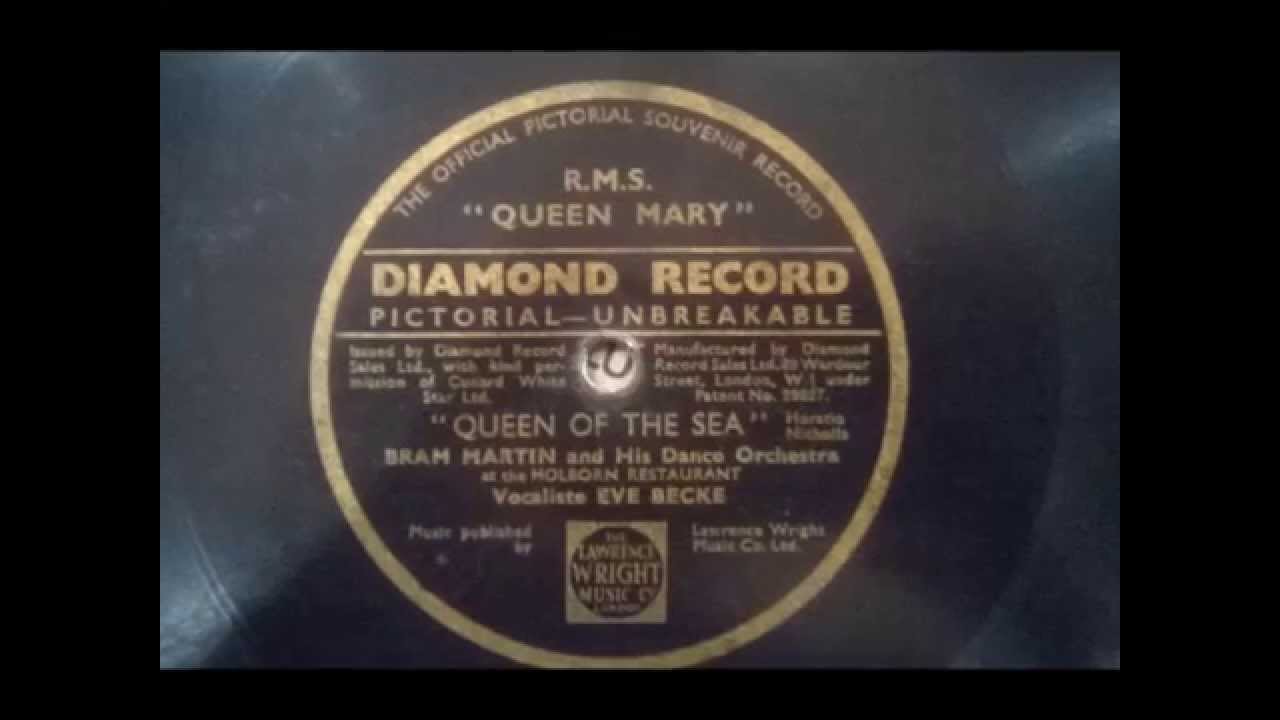 THE OFFICIAL PICTORIAL SOUVENIR RECORD
R.M.S.
"QUEEN MARY"
DIAMOND RECORD
PICTORIAL—UNBREAKABLE
Issued by Diamond Record
Sales Ltd., with kind per-
mission of Cunard White
Star Ltd.
Manufactured by Diamond
Record Sales Ltd. Wardour
Street, London, W.1 under
Patent No.
"QUEEN OF THE SEA" Horatio
Nicholls
BRAM MARTIN and His Dance Orchestra
at the HOLBORN RESTAURANT
Vocaliste EVE BECKE
Music published
by
THE
LAWRENCE
WRIGHT
MUSIC CO
LONDON
Lawrence Wright
Music Co. Ltd.